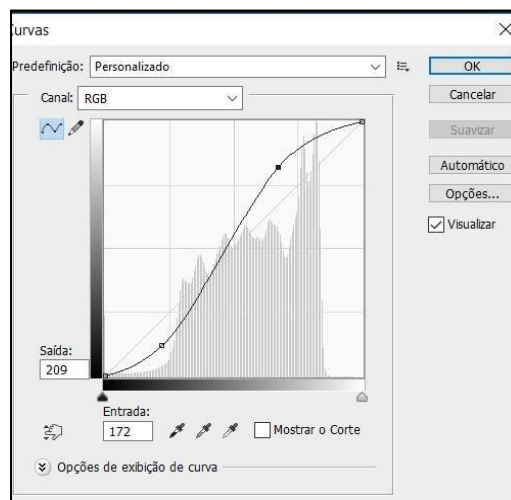 Curvas
Predefinição: Personalizado
OK
Canal: RGB
Cancelar
Suavizar
Automático
Opções...
Visualizar
Saída:
209
Entrada:
172
Mostrar o Corte
Opções de exibição de curva